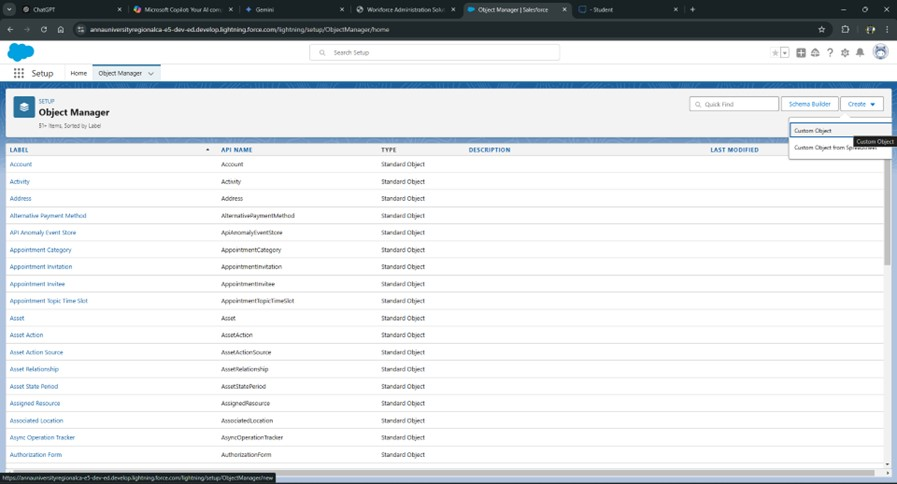 ChatGPT
Microsoft Copilot: Your AI com
Gemini
Workforce Administration Solu
Object Manager | Salesforce
- Student
annauniversityregionalca-e5-dev-ed.develop.lightning.force.com/lightning/setup/ObjectManager/home
Search Setup
Setup
Home
Object Manager
SETUP
Object Manager
51+ Items, Sorted by Label
Quick Find
Schema Builder
Create
Custom Object
Custom Object from Spreadsheet
Custom Object
LABEL API NAME TYPE DESCRIPTION LAST MODIFIED
Account Account Standard Object
Activity Activity Standard Object
Address Address Standard Object
Alternative Payment Method AlternativePaymentMethod Standard Object
API Anomaly Event Store ApiAnomalyEventStore Standard Object
Appointment Category AppointmentCategory Standard Object
Appointment Invitation AppointmentInvitation Standard Object
Appointment Invitee AppointmentInvitee Standard Object
Appointment Topic Time Slot AppointmentTopicTimeSlot Standard Object
Asset Asset Standard Object
Asset Action AssetAction Standard Object
Asset Action Source AssetActionSource Standard Object
Asset Relationship AssetRelationship Standard Object
Asset State Period AssetStatePeriod Standard Object
Assigned Resource AssignedResource Standard Object
Associated Location AssociatedLocation Standard Object
Async Operation Tracker AsyncOperationTracker Standard Object
Authorization Form AuthorizationForm Standard Object
https://annauniversityregionalca-e5-dev-ed.develop.lightning.force.com/lightning/setup/ObjectManager/new